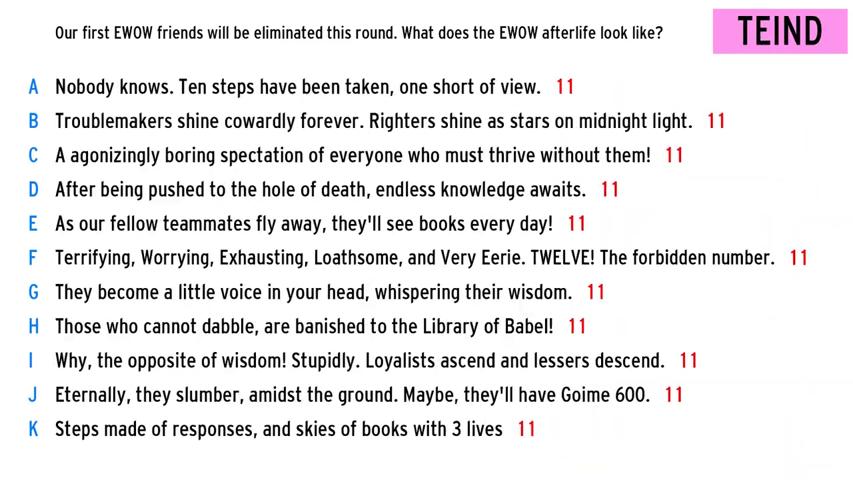 Our first EWOW friends will be eliminated this round. What does the EWOW afterlife look like?
TEIND
A Nobody knows. Ten steps have been taken, one short of view. 11
B Troublemakers shine cowardly forever. Righters shine as stars on midnight light. 11
C A agonizingly boring spectation of everyone who must thrive without them! 11
D After being pushed to the hole of death, endless knowledge awaits. 11
E As our fellow teammates fly away, they'll see books every day! 11
F Terrifying, Worrying, Exhausting, Loathsome, and Very Eerie. TWELVE! The forbidden number. 11
G They become a little voice in your head, whispering their wisdom. 11
H Those who cannot dabble, are banished to the Library of Babel! 11
I Why, the opposite of wisdom! Stupidly. Loyalists ascend and lessers descend. 11
J Eternally, they slumber, amidst the ground. Maybe, they'll have Goime 600. 11
K Steps made of responses, and skies of books with 3 lives 11